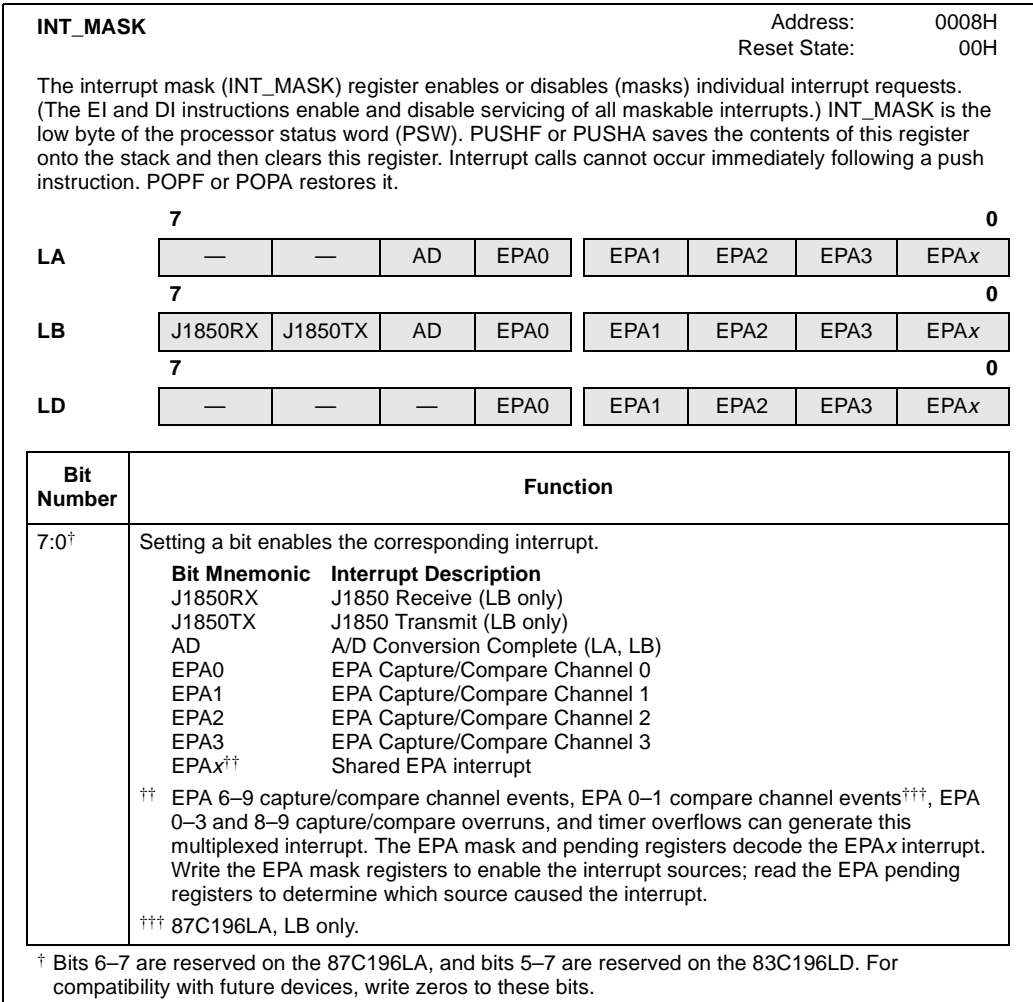 INT_MASK
Address: 0008H
Reset State: 00H
The interrupt mask (INT_MASK) register enables or disables (masks) individual interrupt requests.
(The EI and DI instructions enable and disable servicing of all maskable interrupts.) INT_MASK is the
low byte of the processor status word (PSW). PUSHF or PUSHA saves the contents of this register
onto the stack and then clears this register. Interrupt calls cannot occur immediately following a push
instruction. POPF or POPA restores it.
7 0
LA — — AD EPA0 EPA1 EPA2 EPA3 EPAx
7 0
LB J1850RX J1850TX AD EPA0 EPA1 EPA2 EPA3 EPAx
7 0
LD — — — EPA0 EPA1 EPA2 EPA3 EPAx
Bit
Number
Function
7:0† Setting a bit enables the corresponding interrupt.
Bit Mnemonic Interrupt Description
J1850RX J1850 Receive (LB only)
J1850TX J1850 Transmit (LB only)
AD A/D Conversion Complete (LA, LB)
EPA0 EPA Capture/Compare Channel 0
EPA1 EPA Capture/Compare Channel 1
EPA2 EPA Capture/Compare Channel 2
EPA3 EPA Capture/Compare Channel 3
EPAx†† Shared EPA interrupt
†† EPA 6–9 capture/compare channel events, EPA 0–1 compare channel events†††, EPA
0–3 and 8–9 capture/compare overruns, and timer overflows can generate this
multiplexed interrupt. The EPA mask and pending registers decode the EPAx interrupt.
Write the EPA mask registers to enable the interrupt sources; read the EPA pending
registers to determine which source caused the interrupt.
††† 87C196LA, LB only.
† Bits 6–7 are reserved on the 87C196LA, and bits 5–7 are reserved on the 83C196LD. For
compatibility with future devices, write zeros to these bits.